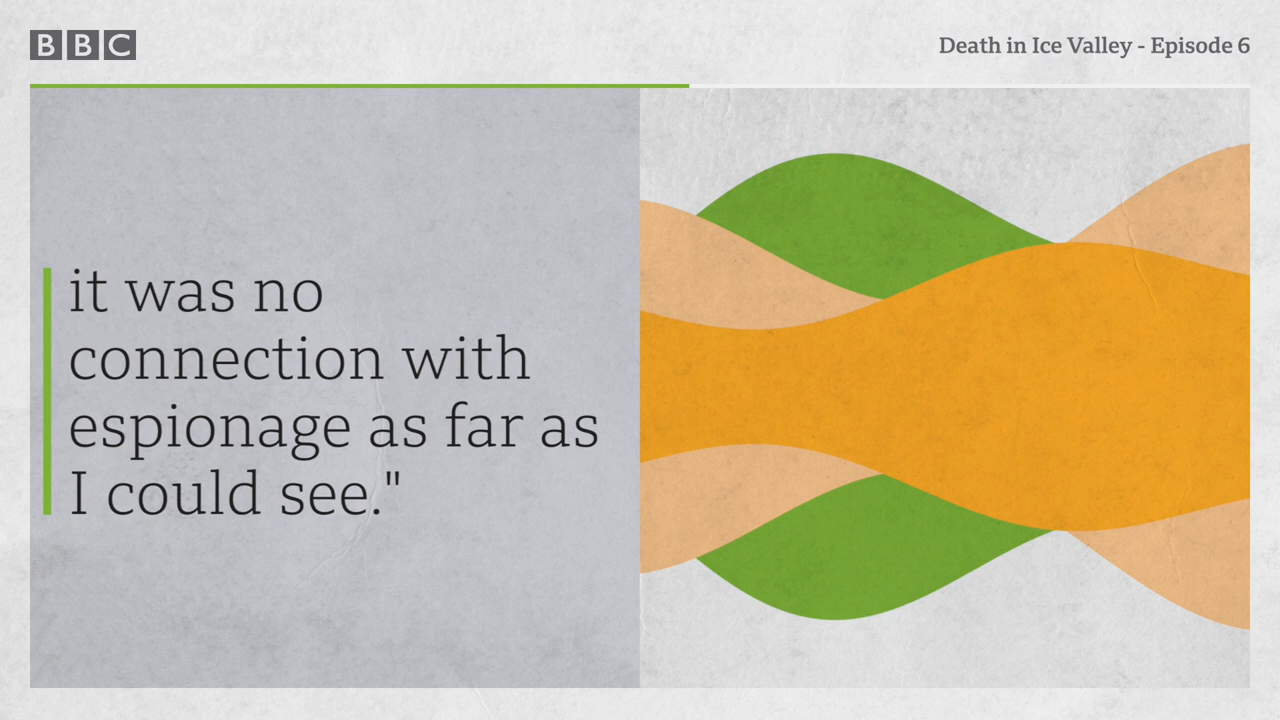 BBC
Death in Ice Valley - Episode 6
it was no
connection with
espionage as far as
I could see."